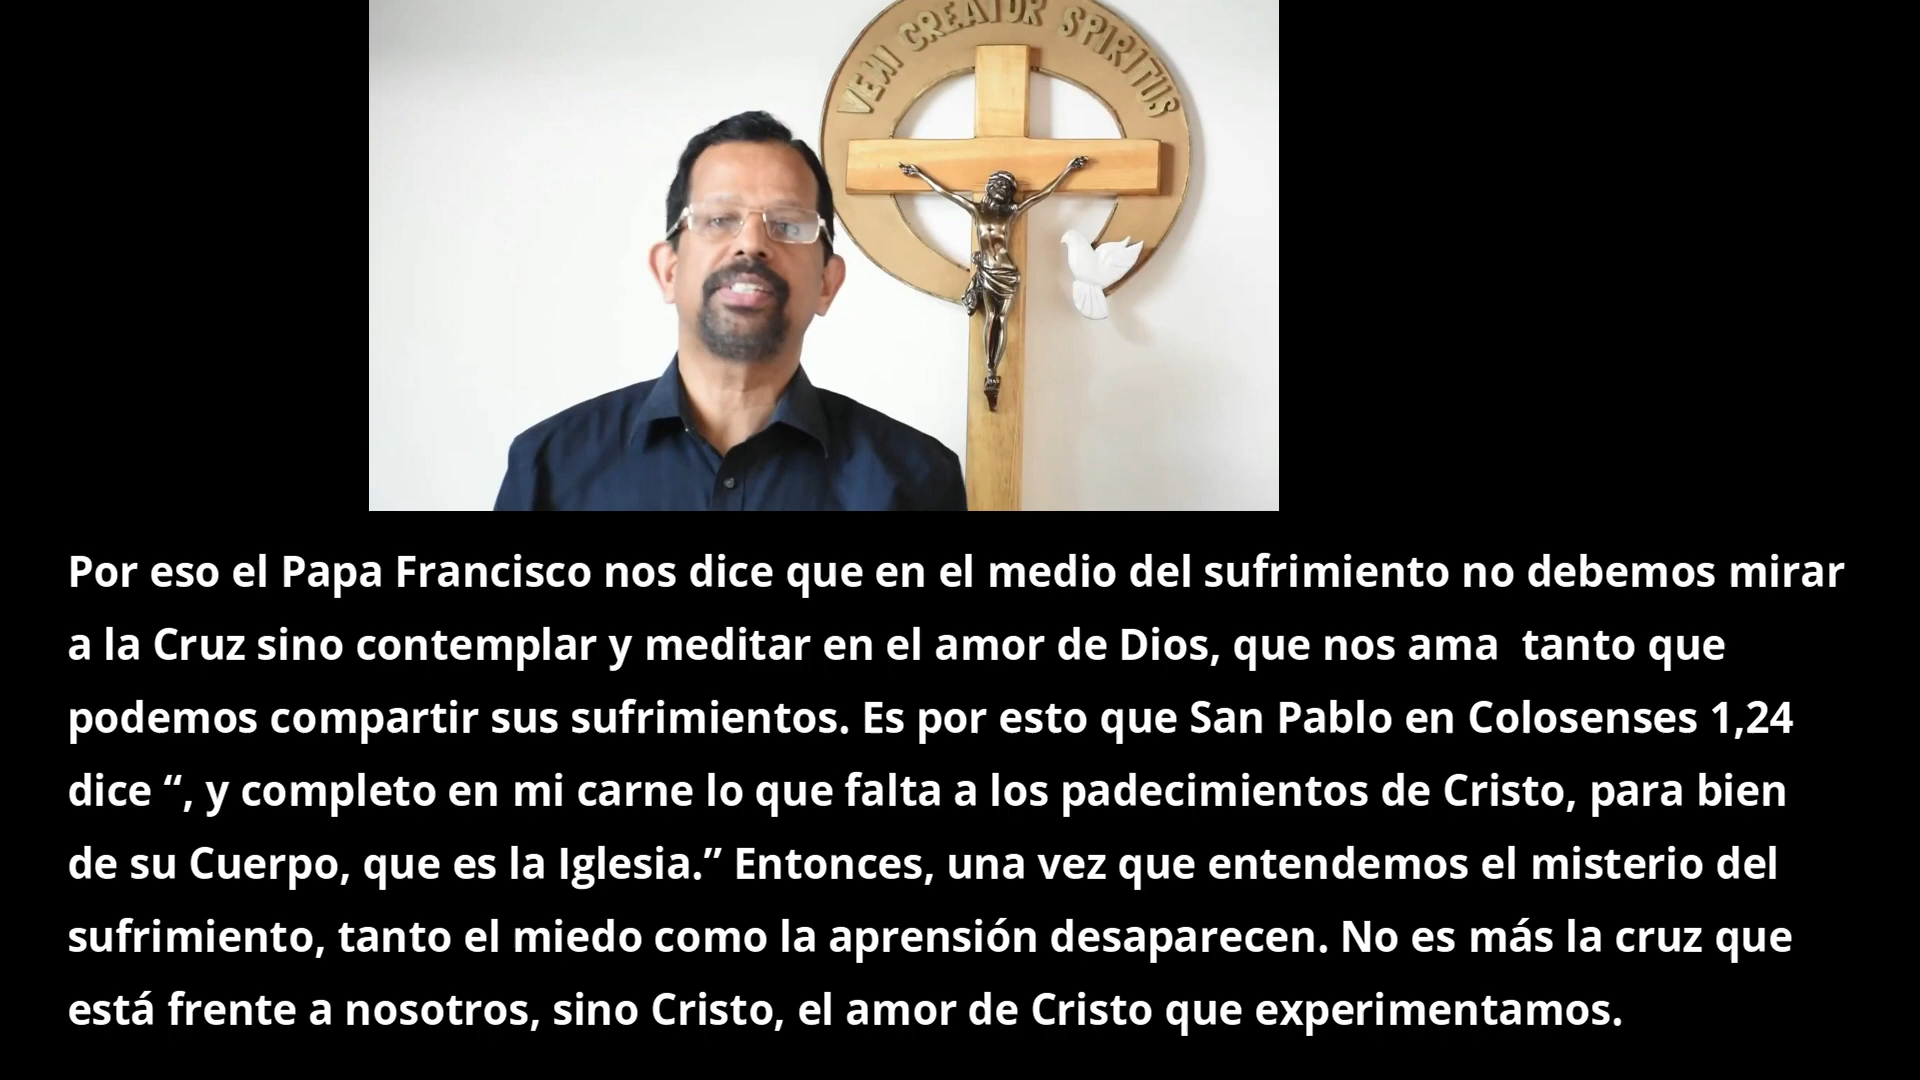 VENI CREATOR SPIRITUS
Por eso el Papa Francisco nos dice que en el medio del sufrimiento no debemos mirar
a la Cruz sino contemplar y meditar en el amor de Dios, que nos ama  tanto que
podemos compartir sus sufrimientos. Es por esto que San Pablo en Colosenses 1,24
dice “, y completo en mi carne lo que falta a los padecimientos de Cristo, para bien
de su Cuerpo, que es la Iglesia.” Entonces, una vez que entendemos el misterio del
sufrimiento, tanto el miedo como la aprensión desaparecen. No es más la cruz que
está frente a nosotros, sino Cristo, el amor de Cristo que experimentamos.